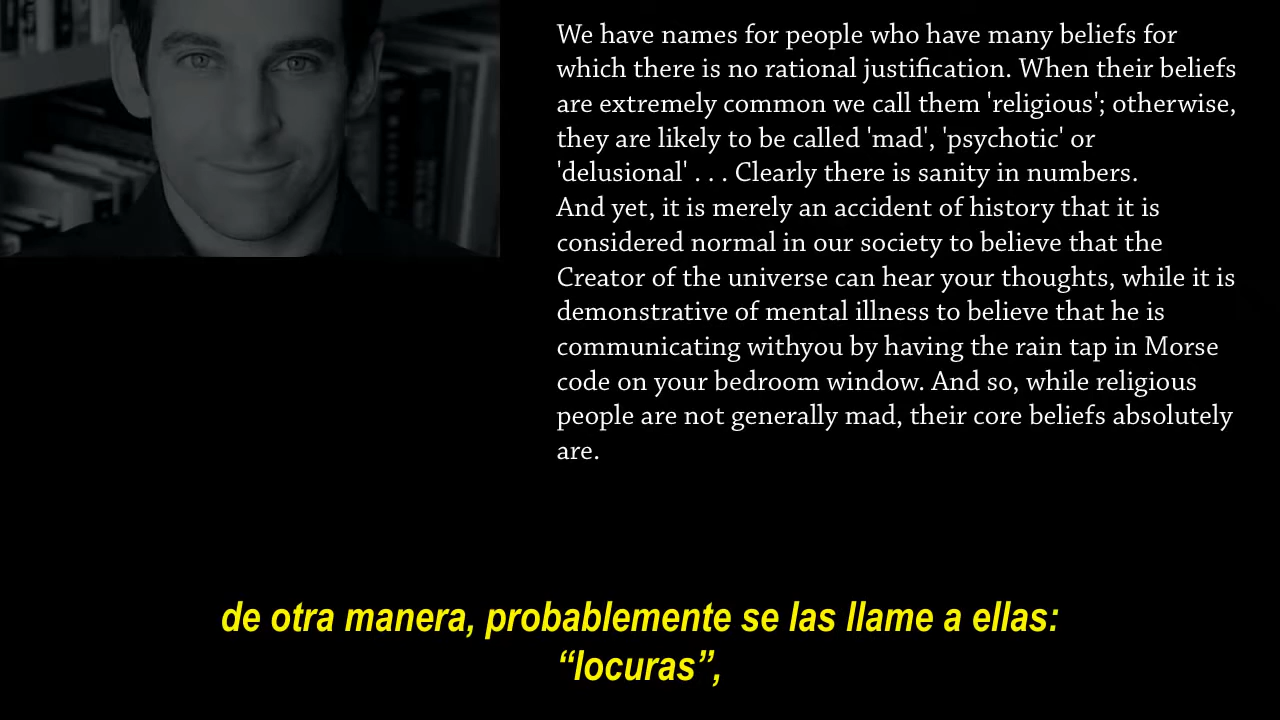 We have names for people who have many beliefs for
which there is no rational justification. When their beliefs
are extremely common we call them 'religious'; otherwise,
they are likely to be called 'mad', 'psychotic' or
'delusional' . . . Clearly there is sanity in numbers.
And yet, it is merely an accident of history that it is
considered normal in our society to believe that the
Creator of the universe can hear your thoughts, while it is
demonstrative of mental illness to believe that he is
communicating withyou by having the rain tap in Morse
code on your bedroom window. And so, while religious
people are not generally mad, their core beliefs absolutely
are.
de otra manera, probablemente se las llame a ellas:
“locuras”,